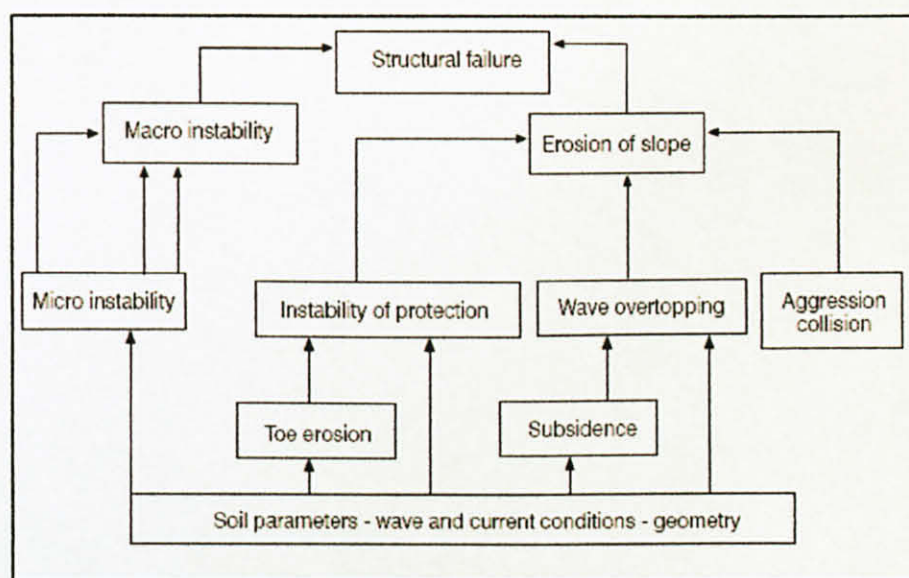 Structural failure
Macro instability
Erosion of slope
Micro instability
Instability of protection
Wave overtopping
Aggression
collision
Toe erosion
Subsidence
Soil parameters - wave and current conditions - geometry